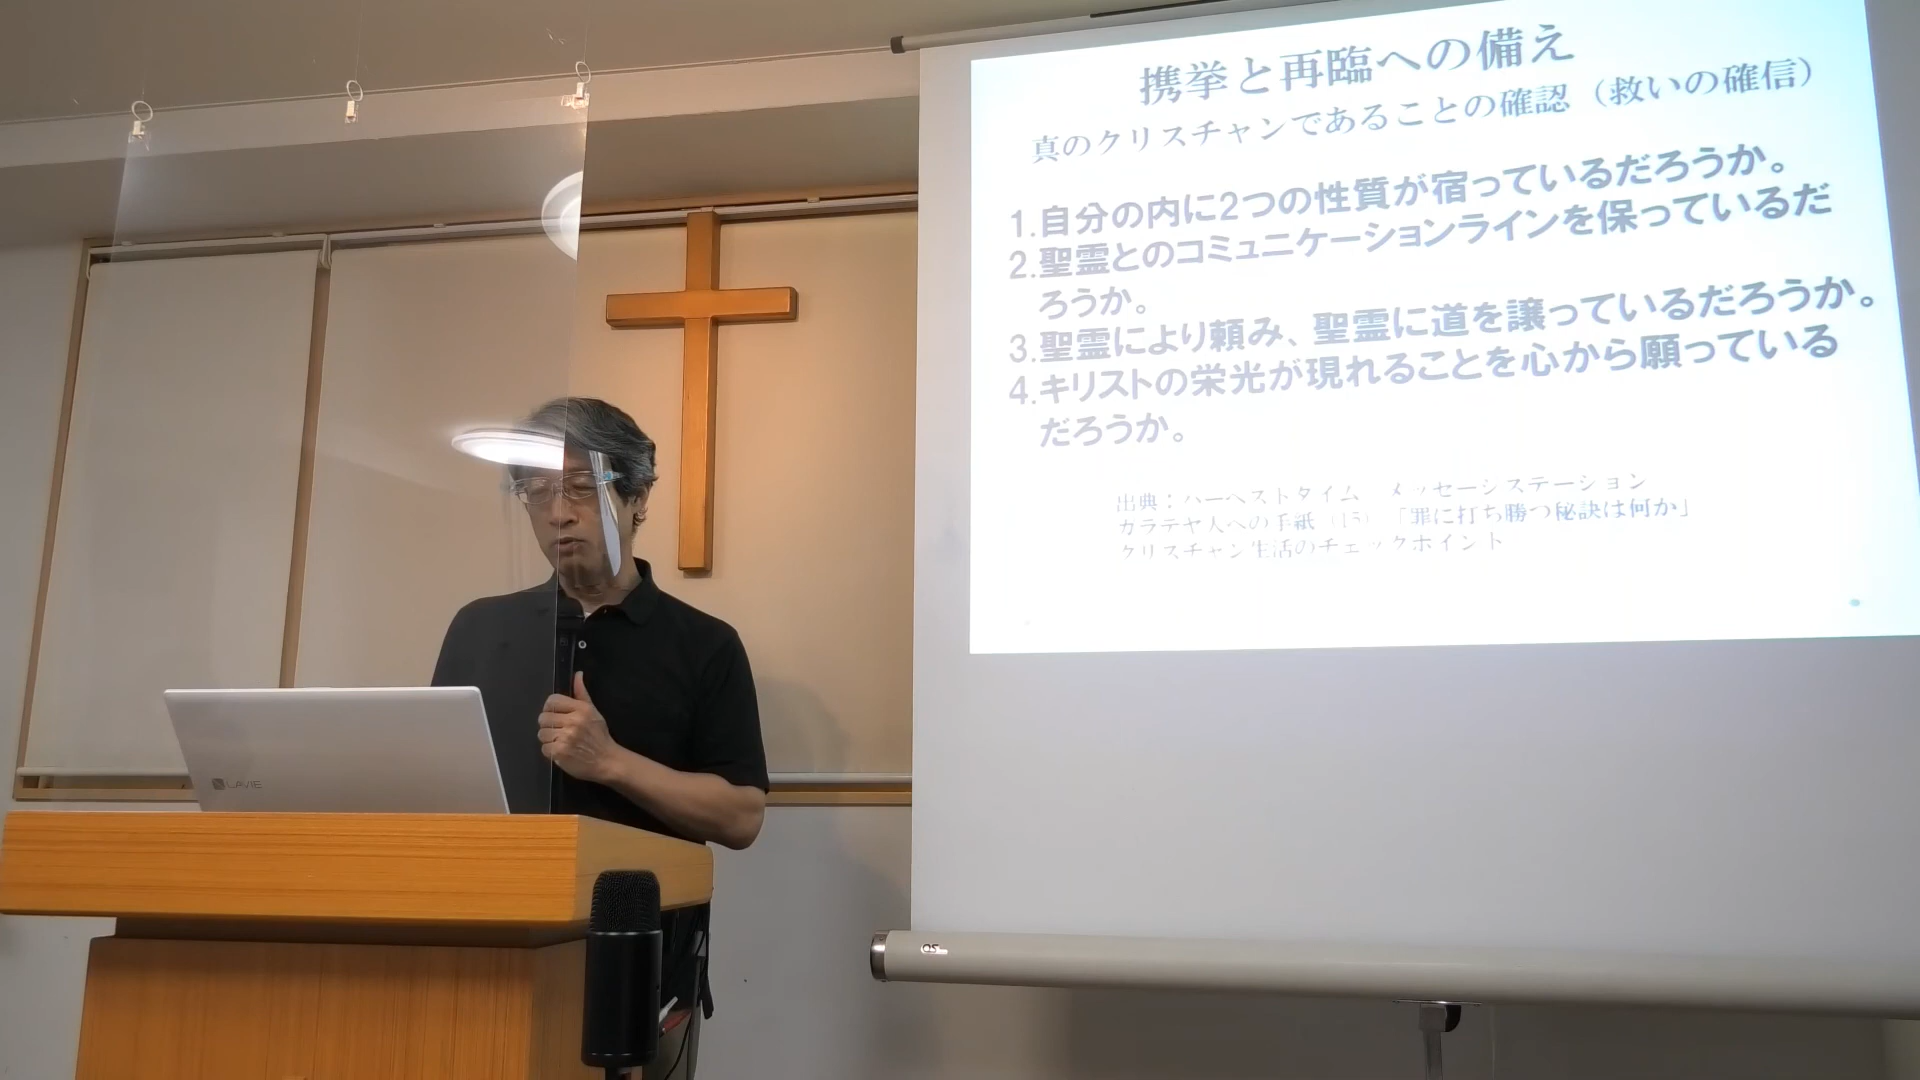 携挙と再臨への備え
真のクリスチャンであることの確認（救いの確信）
1.自分の内に2つの性質が宿っているだろうか。
2.聖霊とのコミュニケーションラインを保っているだ
ろうか。
3.聖霊により頼み、聖霊に道を譲っているだろうか。
4.キリストの栄光が現れることを心から願っている
だろうか。
出典：ハーベストタイム メッセージステーション
ガラテヤ人への手紙（15）「罪に打ち勝つ秘訣は何か」
クリスチャン生活のチェックポイント
LAVIE
OS